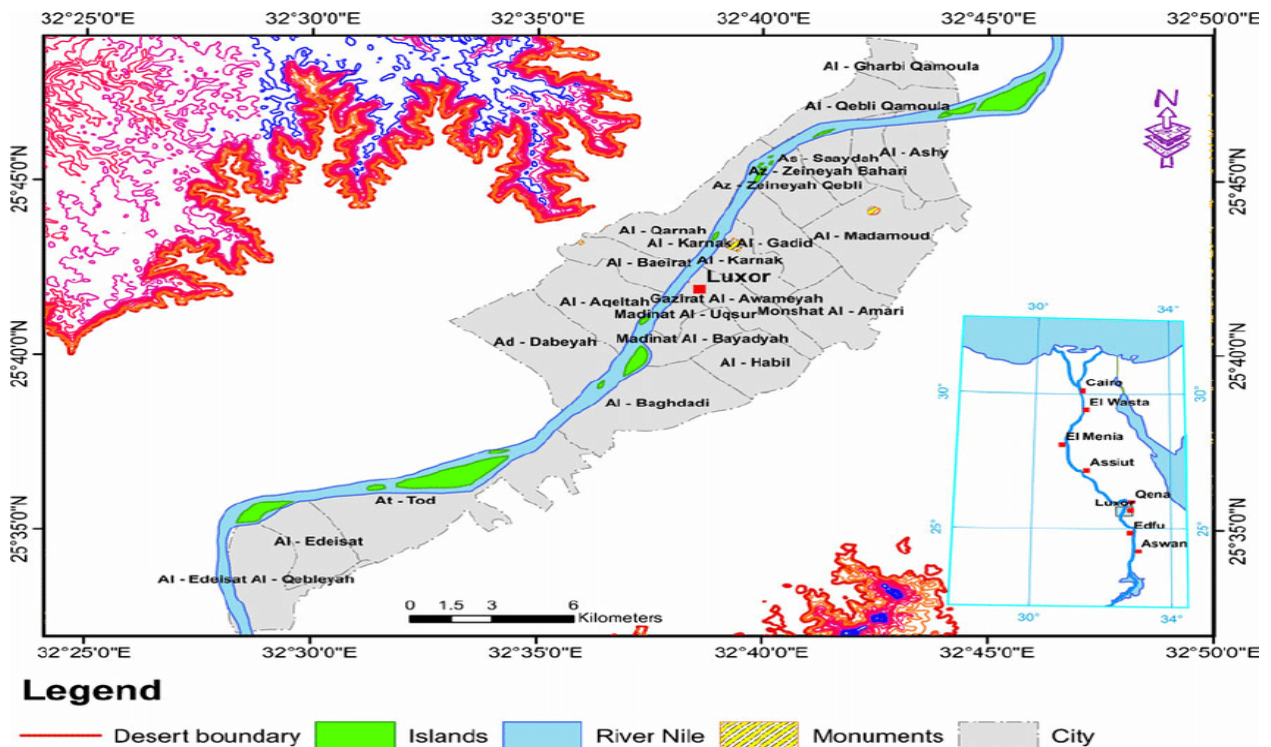 32°25'0"E 32°30'0"E 32°35'0"E 32°40'0"E 32°45'0"E 32°50'0"E
Al - Gharbi Qamoula
Al - Qebli Qamoula
N
Al - Ashy
As - Saaydah
Az - Zeineyah Bahari
Az - Zeineyah Qebli
25°45'0"N
25°45'0"N
Al - Qarnah
Al - Madamoud
Al - Karnak Al - Gadid
Al - Baeirat
Al - Karnak
Luxor
Al - Aqeltah
Gazirat Al - Awameyah
Madinat Al - Uqsur
Monshat Al - Amari
Ad - Dabeyah
Madinat Al - Bayadyah
Al - Habil
25°40'0"N
25°40'0"N
Al - Baghdadi
At - Tod
25°35'0"N
25°35'0"N
Al - Edeisat
Al - Edeisat Al - Qebleyah
0 1.5 3 6
Kilometers
30° 34°
Cairo
30° 30°
El Wasta
El Menia
Assiut
Qena
Luxor
25° 25°
Edfu
Aswan
30° 34°
32°25'0"E 32°30'0"E 32°35'0"E 32°40'0"E 32°45'0"E 32°50'0"E
Legend
Desert boundary Islands River Nile Monuments City